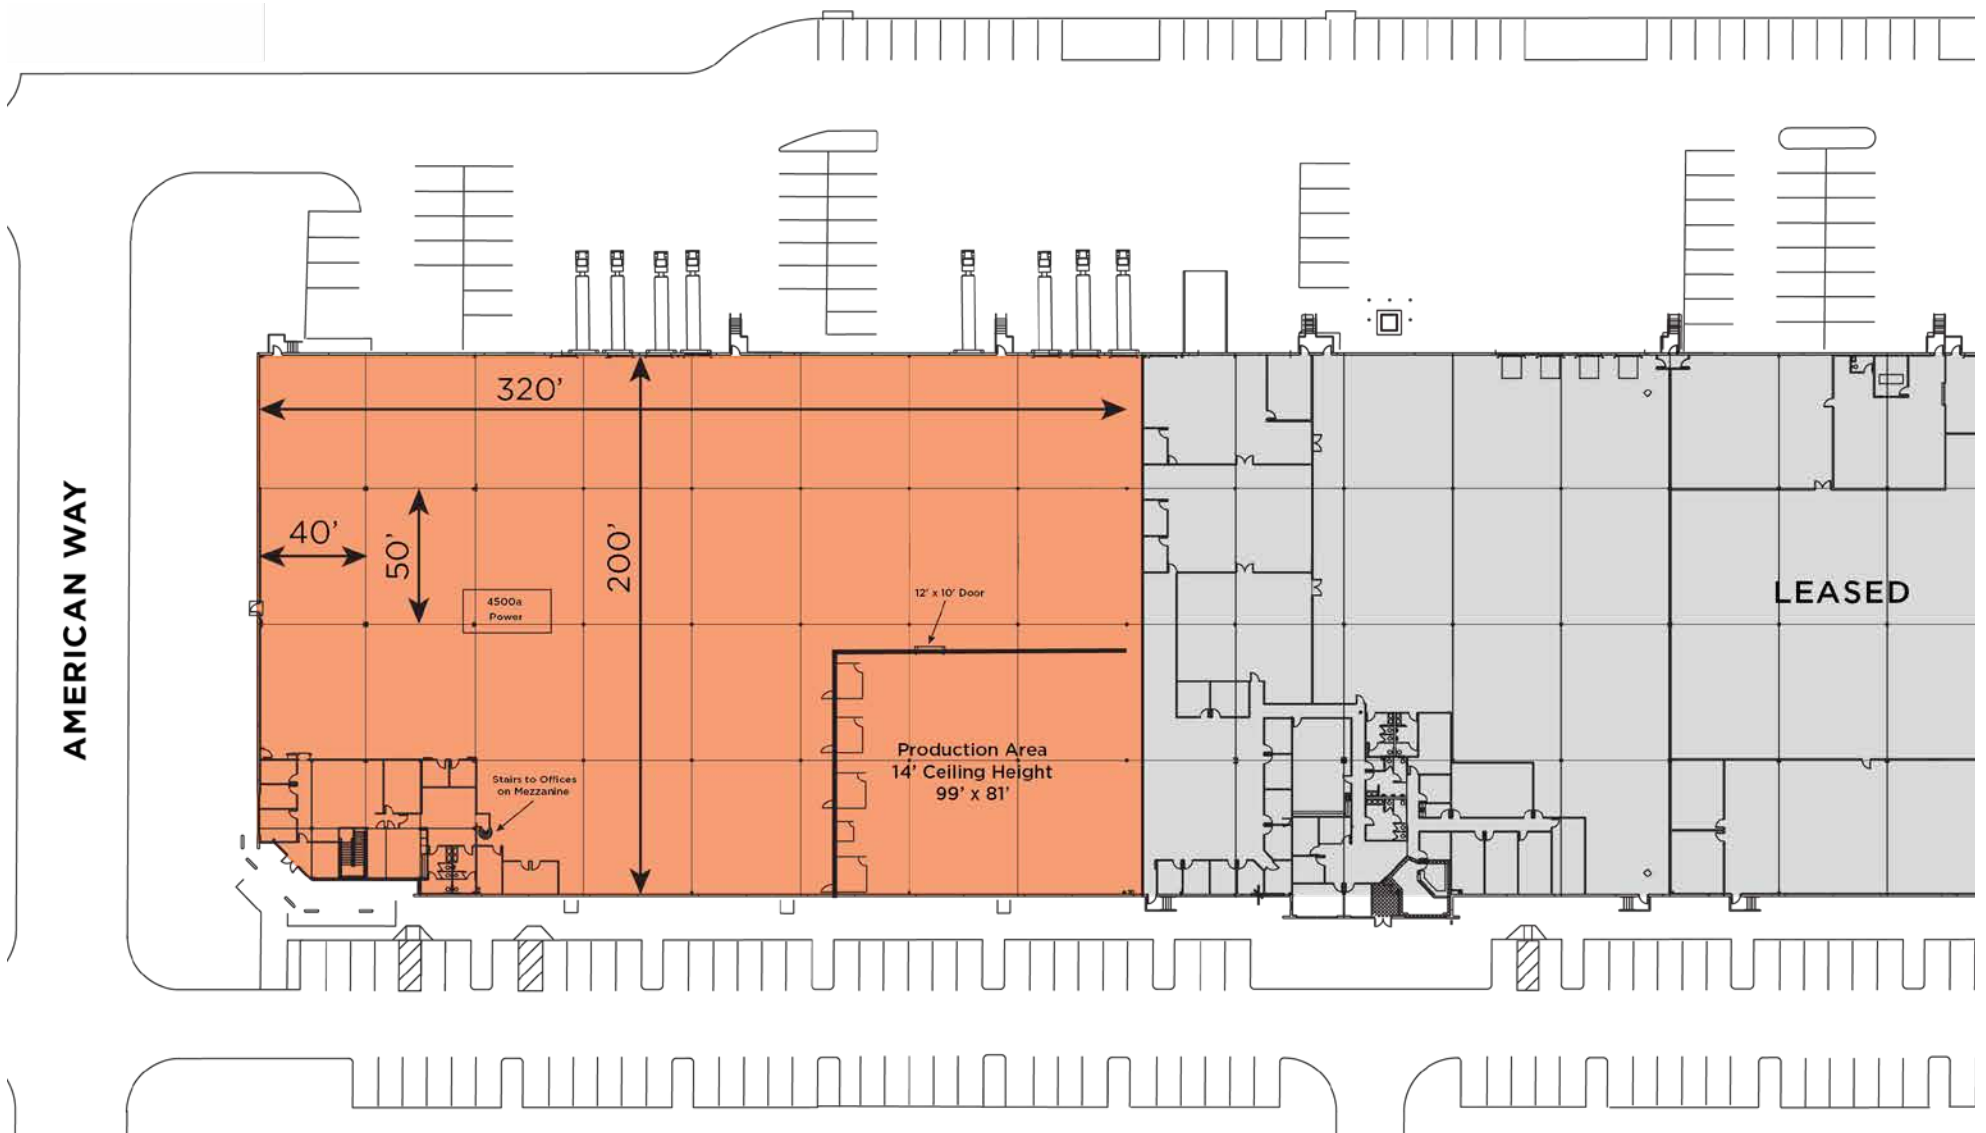 320'
40'
50'
200'
4500a
Power
12' x 10' Door
LEASED
AMERICAN WAY
Production Area
14' Ceiling Height
99' x 81'
Stairs to Offices
on Mezzanine